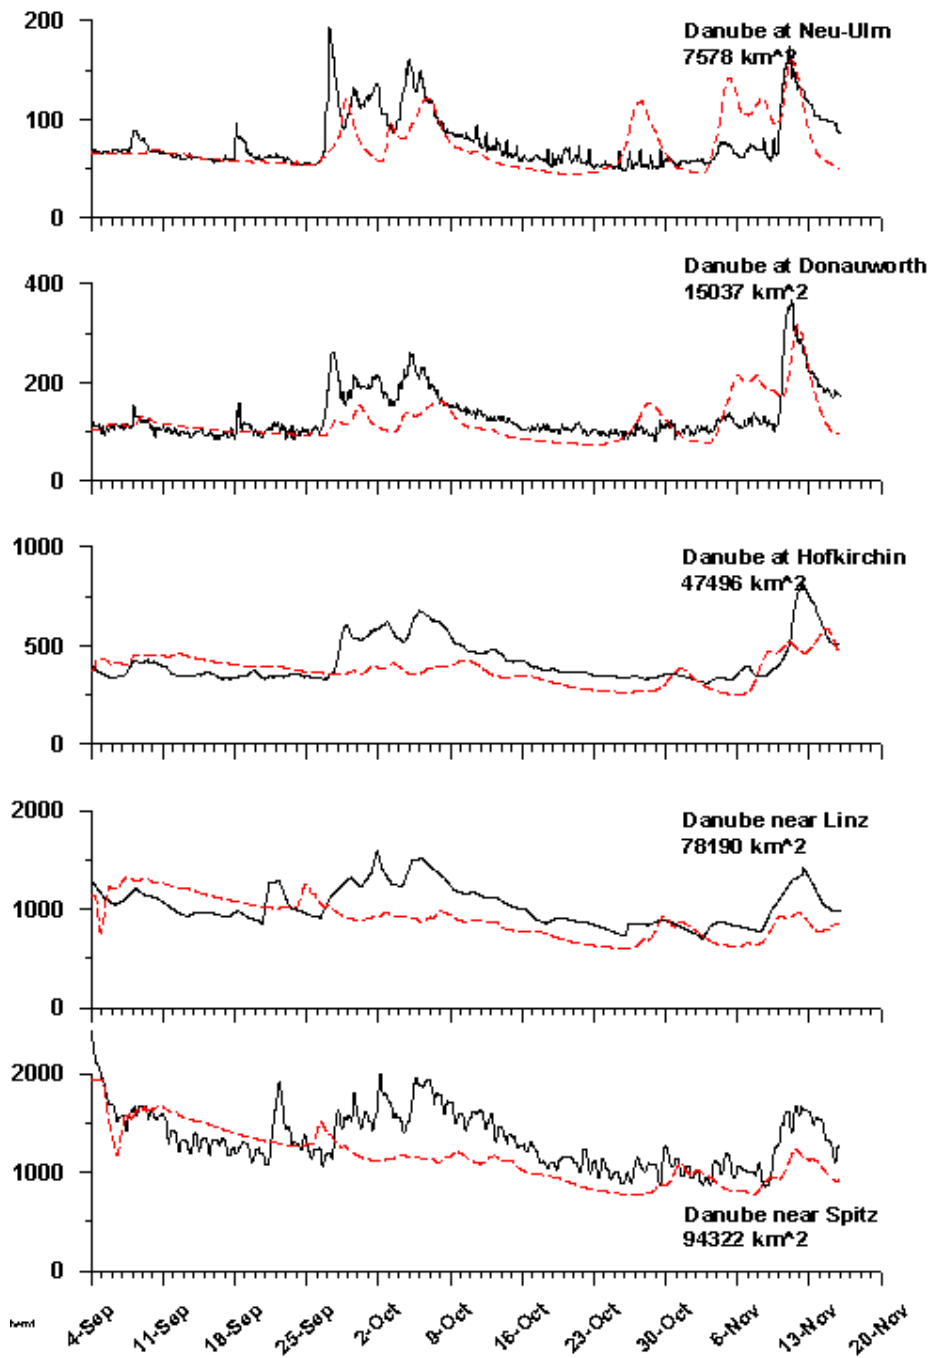 200
Danube at Neu-Ulm
7578 km^2
100
0
Danube at Donauworth
400
15037 km^2
200
0
1000
Danube at Hofkirchin
47496 km^2
500
0
2000
Danube near Linz
78190 km^2
1000
0
2000
1000
Danube near Spitz
94322 km^2
0
4-Sep 11-Sep 18-Sep 25-Sep 2-Oct 8-Oct 16-Oct 23-Oct 30-Oct 6-Nov 13-Nov 20-Nov